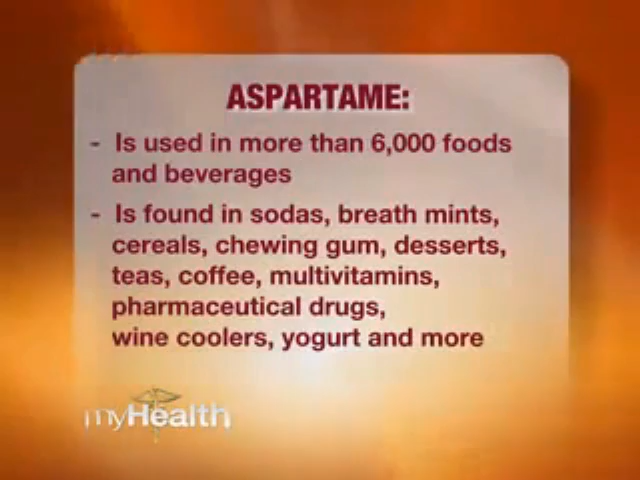 ASPARTAME:
- Is used in more than 6,000 foods
and beverages
- Is found in sodas, breath mints,
cereals, chewing gum, desserts,
teas, coffee, multivitamins,
pharmaceutical drugs,
wine coolers, yogurt and more
myHealth